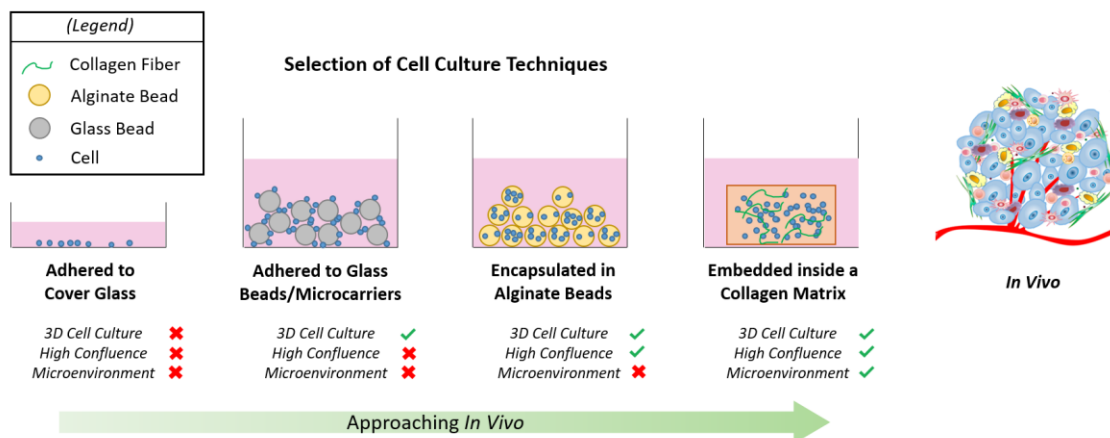 (Legend)
Collagen Fiber
Alginate Bead
Glass Bead
Cell
Selection of Cell Culture Techniques
Adhered to
Cover Glass
3D Cell Culture
High Confluence
Microenvironment
Adhered to Glass
Beads/Microcarriers
3D Cell Culture
High Confluence
Microenvironment
Encapsulated in
Alginate Beads
3D Cell Culture
High Confluence
Microenvironment
Embedded inside a
Collagen Matrix
3D Cell Culture
High Confluence
Microenvironment
In Vivo
Approaching In Vivo